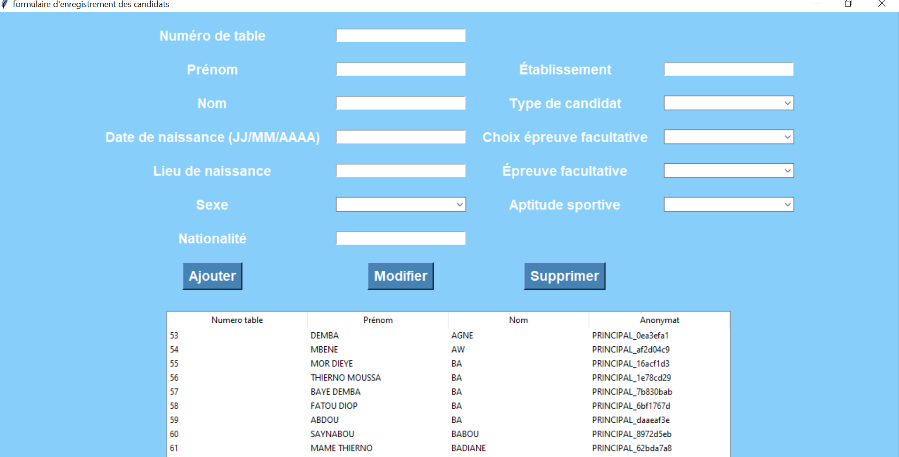 formulaire d'enregistrement des candidats
Numéro de table
Prénom Établissement
Nom Type de candidat
Date de naissance (JJ/MM/AAAA) Choix épreuve facultative
Lieu de naissance Épreuve facultative
Sexe Aptitude sportive
Nationalité
Ajouter Modifier Supprimer
Numero table Prénom Nom Anonymat
53 DEMBA AGNE PRINCIPAL_0ea3efa1
54 MBENE AW PRINCIPAL_af2d04c9
55 MOR DIEYE BA PRINCIPAL_16acf1d3
56 THIERNO MOUSSA BA PRINCIPAL_1e78cd29
57 BAYE DEMBA BA PRINCIPAL_7b830bab
58 FATOU DIOP BA PRINCIPAL_6bf1767d
59 ABDOU BA PRINCIPAL_daaeaf3e
60 SAYNABOU BABOU PRINCIPAL_8972d5eb
61 MAME THIERNO BADIANE PRINCIPAL_62bda7a8